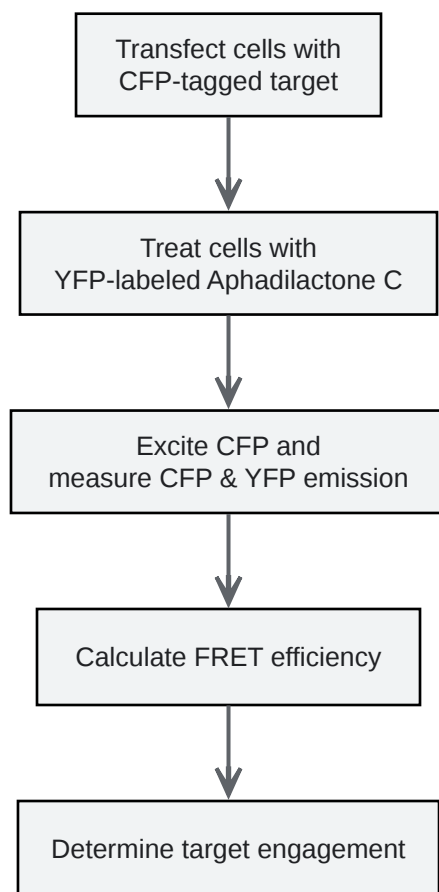 Transfect cells with
CFP-tagged target
Treat cells with
YFP-labeled Aphadilactone C
Excite CFP and
measure CFP & YFP emission
Calculate FRET efficiency
Determine target engagement